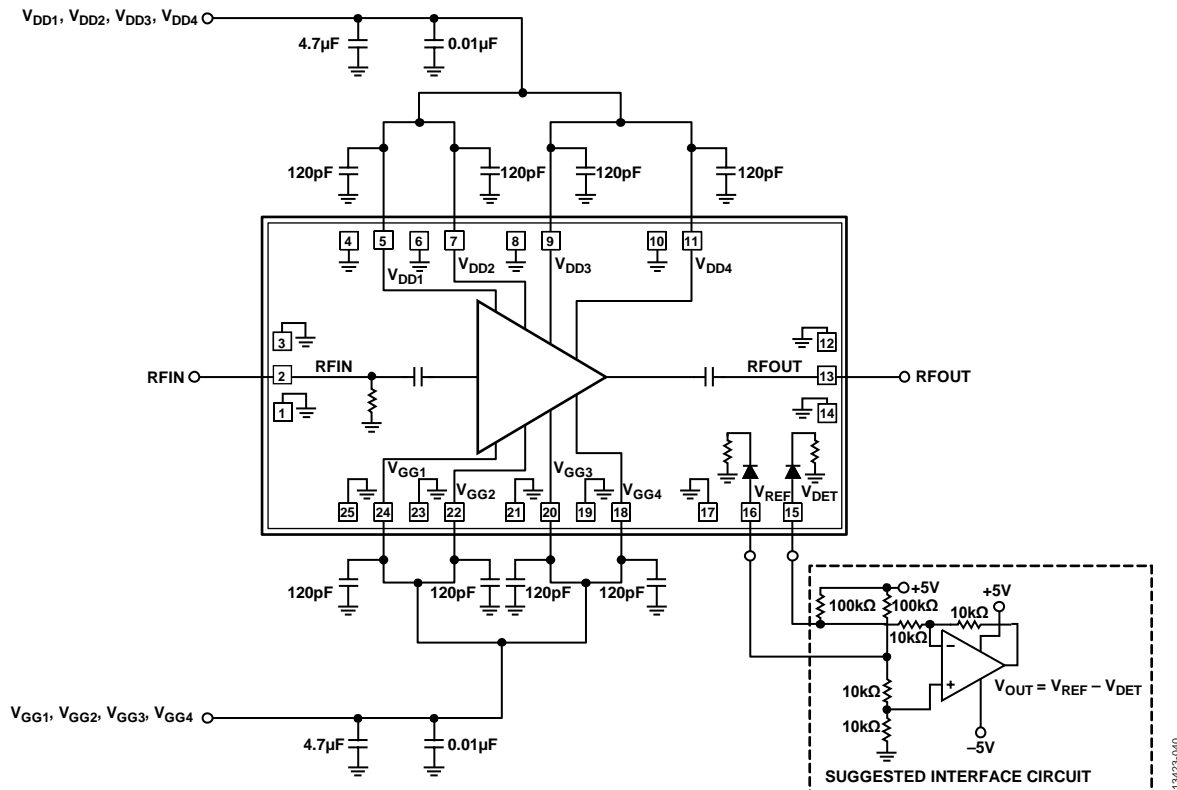 VDD1, VDD2, VDD3, VDD4
4.7µF
0.01µF
120pF
120pF
120pF
120pF
4
5
6
7
8
9
10
11
VDD1
VDD2
VDD3
VDD4
3
12
RFIN
2
RFIN
RFOUT
13
RFOUT
1
14
VGG1
VGG2
VGG3
VGG4
VREF
VDET
25
24
23
22
21
20
19
18
17
16
15
120pF
120pF
120pF
120pF
+5V
100kΩ
100kΩ
+5V
10kΩ
10kΩ
−
+
10kΩ
10kΩ
VOUT = VREF − VDET
−5V
SUGGESTED INTERFACE CIRCUIT
VGG1, VGG2, VGG3, VGG4
4.7µF
0.01µF
13423-040